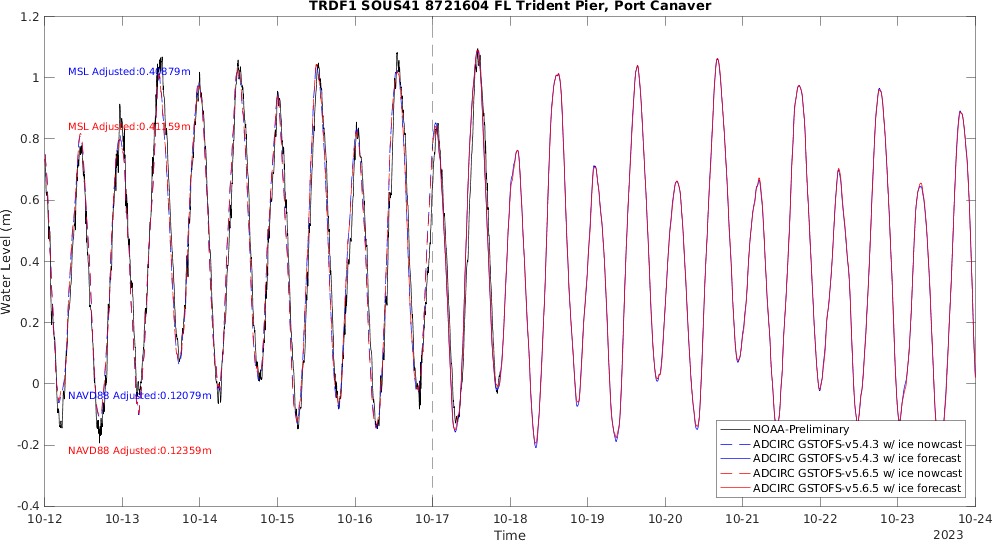 TRDF1 SOUS41 8721604 FL Trident Pier, Port Canaver
1.2
1
0.8
0.6
0.4
0.2
0
-0.2
-0.4
Water Level (m)
MSL Adjusted:0.40879m
MSL Adjusted:0.41159m
NAVD88 Adjusted:0.12079m
NAVD88 Adjusted:0.12359m
NOAA-Preliminary
ADCIRC GSTOFS-v5.4.3 w/ ice nowcast
ADCIRC GSTOFS-v5.4.3 w/ ice forecast
ADCIRC GSTOFS-v5.6.5 w/ ice nowcast
ADCIRC GSTOFS-v5.6.5 w/ ice forecast
10-12 10-13 10-14 10-15 10-16 10-17 10-18 10-19 10-20 10-21 10-22 10-23 10-24
Time
2023